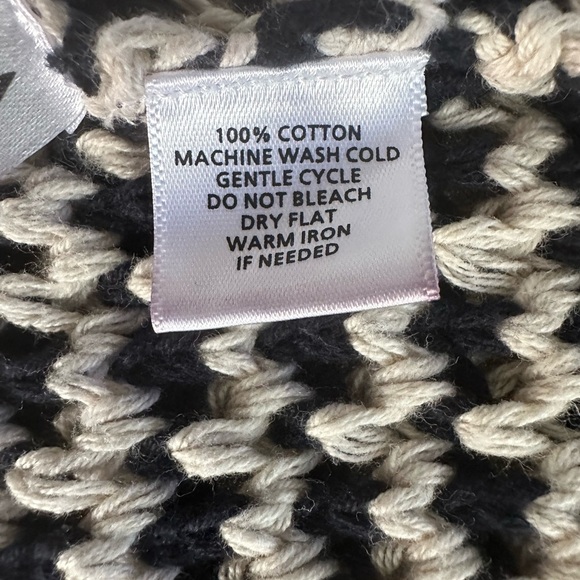 100% COTTON
MACHINE WASH COLD
GENTLE CYCLE
DO NOT BLEACH
DRY FLAT
WARM IRON
IF NEEDED